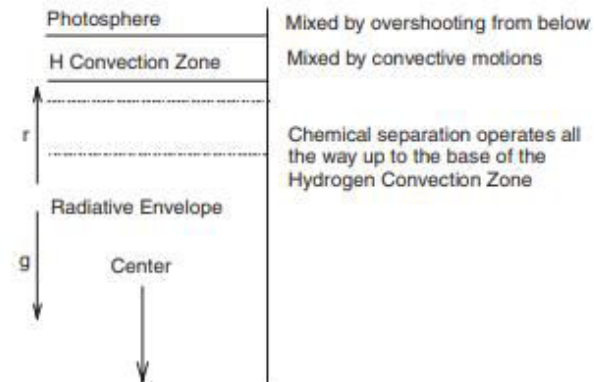 Photosphere
Mixed by overshooting from below
H Convection Zone
Mixed by convective motions
r
Chemical separation operates all
the way up to the base of the
Hydrogen Convection Zone
Radiative Envelope
g
Center